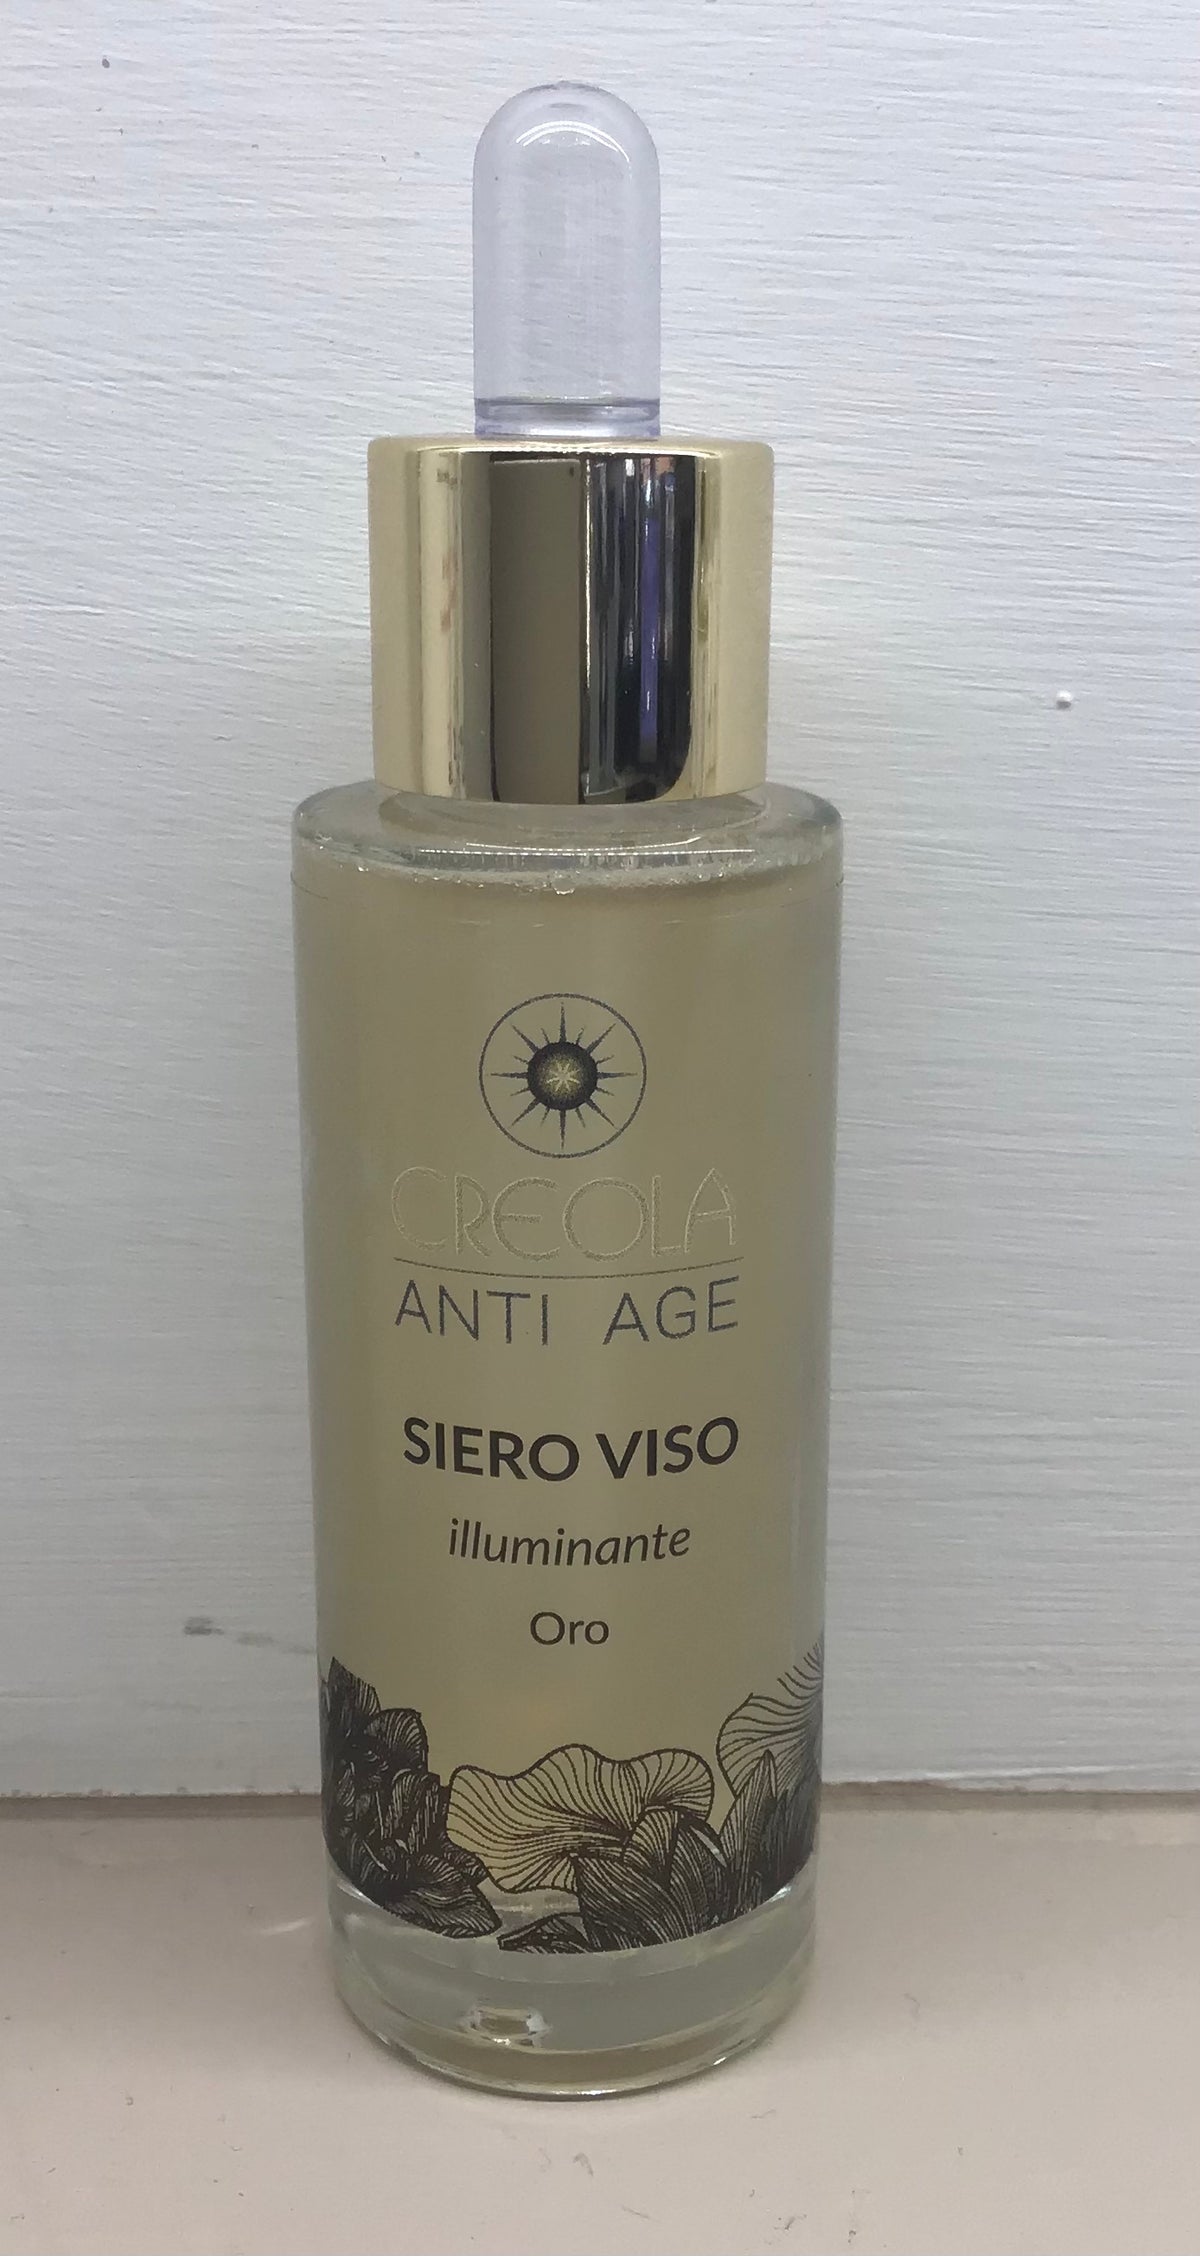 CREOLA
ANTI AGE
SIERO VISO
illuminante
Oro